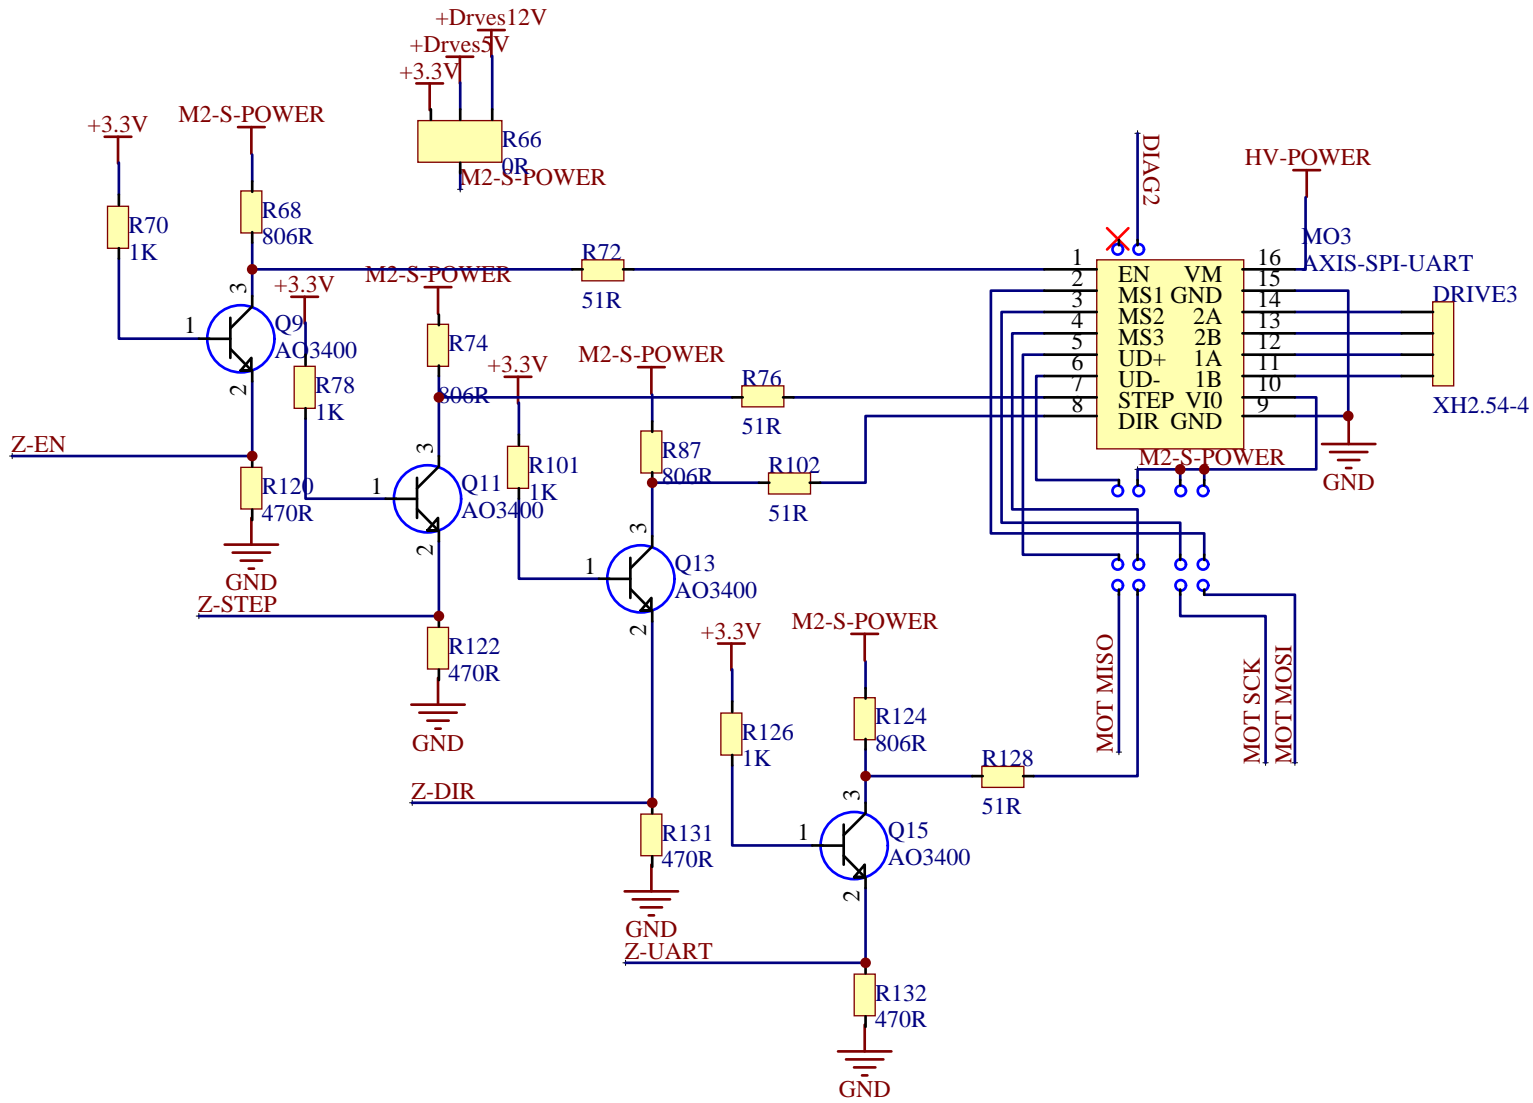 +Drves12V
+Drves5V
+3.3V
R66
0R
M2-S-POWER
+3.3V
M2-S-POWER
R70
1K
R68
806R
3
1
Q9
AO3400
2
Z-EN
R120
470R
GND
+3.3V
M2-S-POWER
R78
1K
R74
806R
3
1
Q11
AO3400
2
Z-STEP
R122
470R
GND
+3.3V
M2-S-POWER
R101
1K
R87
806R
3
1
Q13
AO3400
2
Z-DIR
R131
470R
GND
+3.3V
M2-S-POWER
R126
1K
R124
806R
3
1
Q15
AO3400
2
Z-UART
R132
470R
GND
R72
51R
R76
51R
R102
51R
R128
51R
DIAG2
HV-POWER
MO3
AXIS-SPI-UART
1 EN VM 16
2 MS1 GND 15
3 MS2 2A 14
4 MS3 2B 13
5 UD+ 1A 12
6 UD- 1B 11
7 STEP VI0 10
8 DIR GND 9
DRIVE3
XH2.54-4
M2-S-POWER
GND
MOT MISO
MOT SCK
MOT MOSI